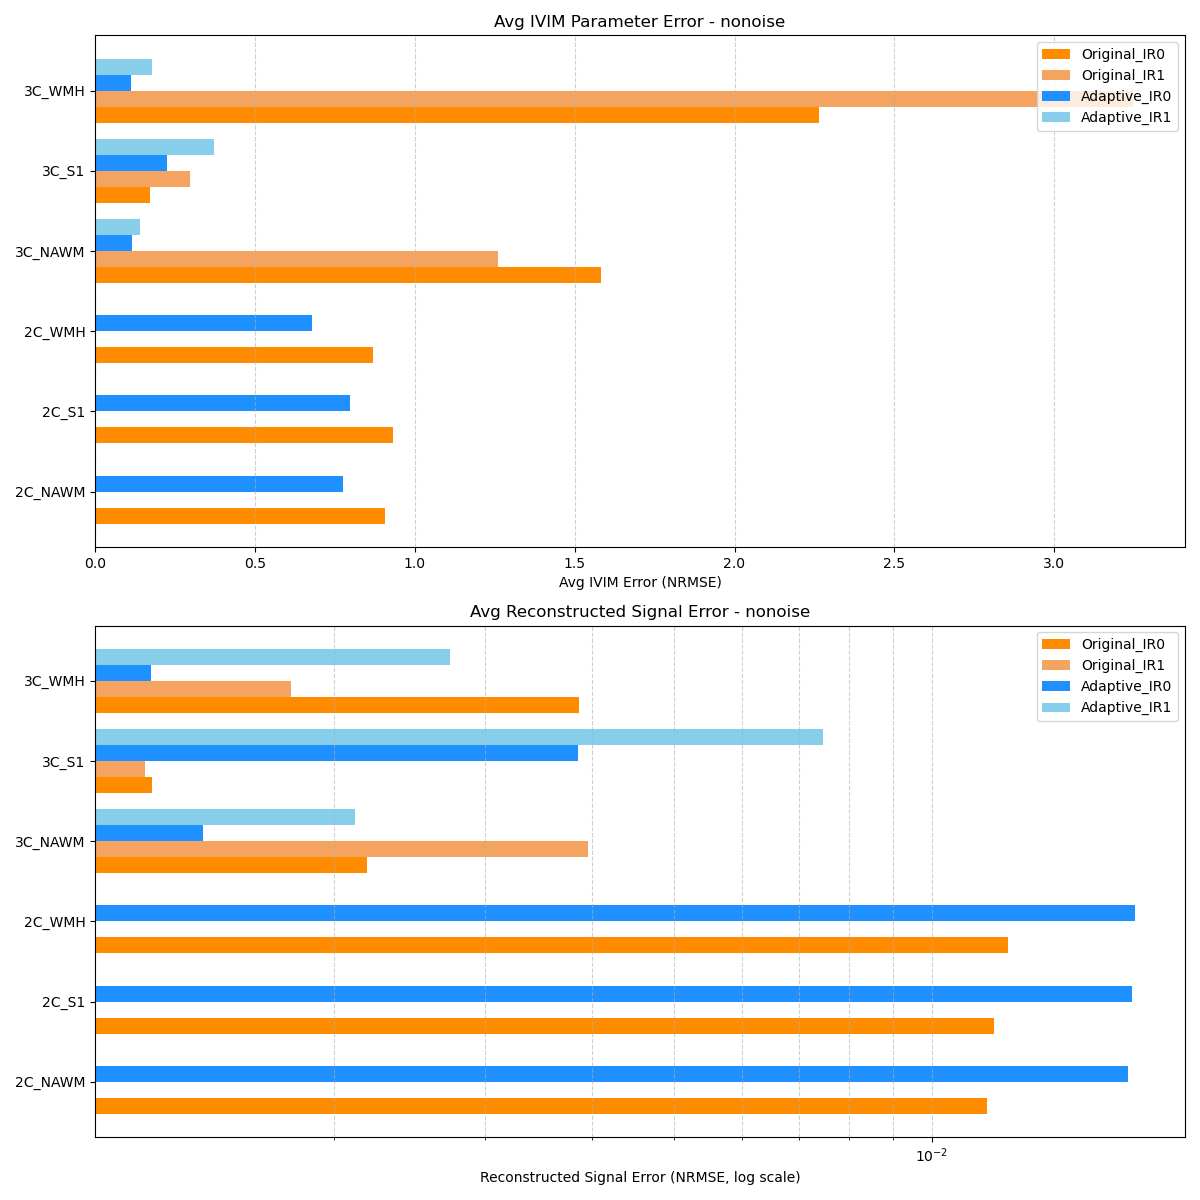 Avg IVIM Parameter Error - nonoise
Original_IR0
Original_IR1
Adaptive_IR0
Adaptive_IR1
3C_WMH
3C_S1
3C_NAWM
2C_WMH
2C_S1
2C_NAWM
0.0 0.5 1.0 1.5 2.0 2.5 3.0
Avg IVIM Error (NRMSE)
Avg Reconstructed Signal Error - nonoise
Original_IR0
Original_IR1
Adaptive_IR0
Adaptive_IR1
3C_WMH
3C_S1
3C_NAWM
2C_WMH
2C_S1
2C_NAWM
10⁻²
Reconstructed Signal Error (NRMSE, log scale)